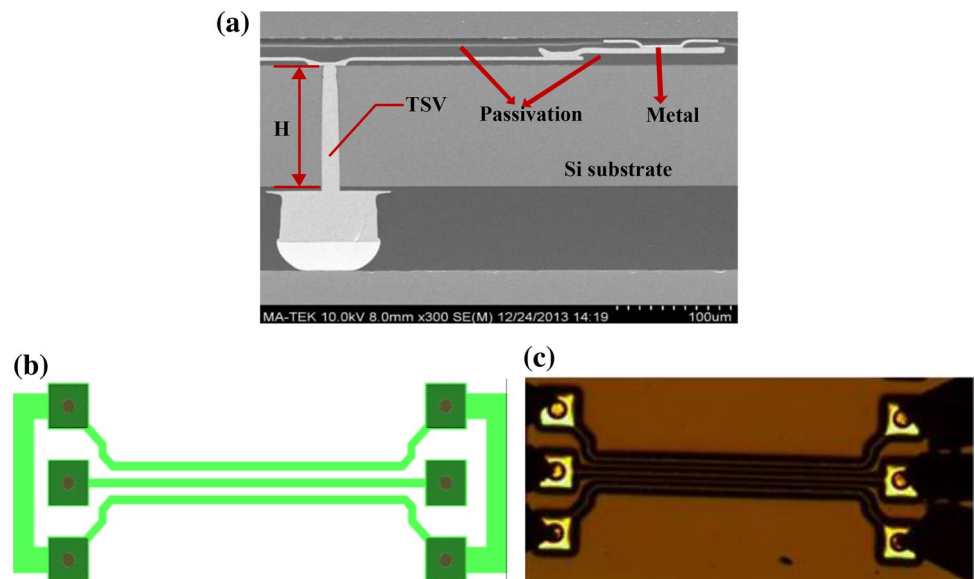 (a)
H
TSV
Passivation
Metal
Si substrate
MA-TEK 10.0kV 8.0mm x300 SE(M) 12/24/2013 14:19
100um
(b)
(c)